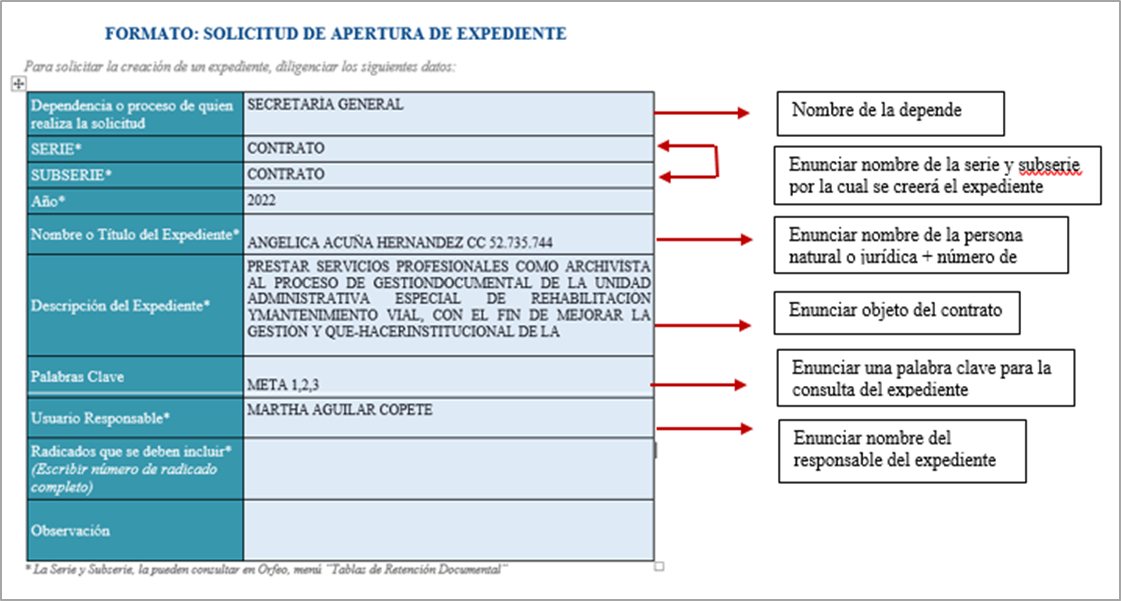 FORMATO: SOLICITUD DE APERTURA DE EXPEDIENTE
Para solicitar la creación de un expediente, diligenciar los siguientes datos:
Dependencia o proceso de quien
realiza la solicitud
SECRETARÍA GENERAL
Nombre de la depende
SERIE*
CONTRATO
SUBSERIE*
CONTRATO
Enunciar nombre de la serie y subserie
por la cual se creerá el expediente
Año*
2022
Nombre o Título del Expediente*
ANGELICA ACUÑA HERNANDEZ CC 52.735.744
Enunciar nombre de la persona
natural o jurídica + número de
Descripción del Expediente*
PRESTAR SERVICIOS PROFESIONALES COMO ARCHIVÍSTA
AL PROCESO DE GESTIONDOCUMENTAL DE LA UNIDAD
ADMINISTRATIVA ESPECIAL DE REHABILITACION
YMANTENIMIENTO VIAL, CON EL FIN DE MEJORAR LA
GESTION Y QUE-HACERINSTITUCIONAL DE LA
Enunciar objeto del contrato
Palabras Clave
META 1,2,3
Enunciar una palabra clave para la
consulta del expediente
Usuario Responsable*
MARTHA AGUILAR COPETE
Enunciar nombre del
responsable del expediente
Radicados que se deben incluir*
(Escribir número de radicado
completo)
Observación
* La Serie y Subserie, la pueden consultar en Orfeo, menú ¨Tablas de Retención Documental¨